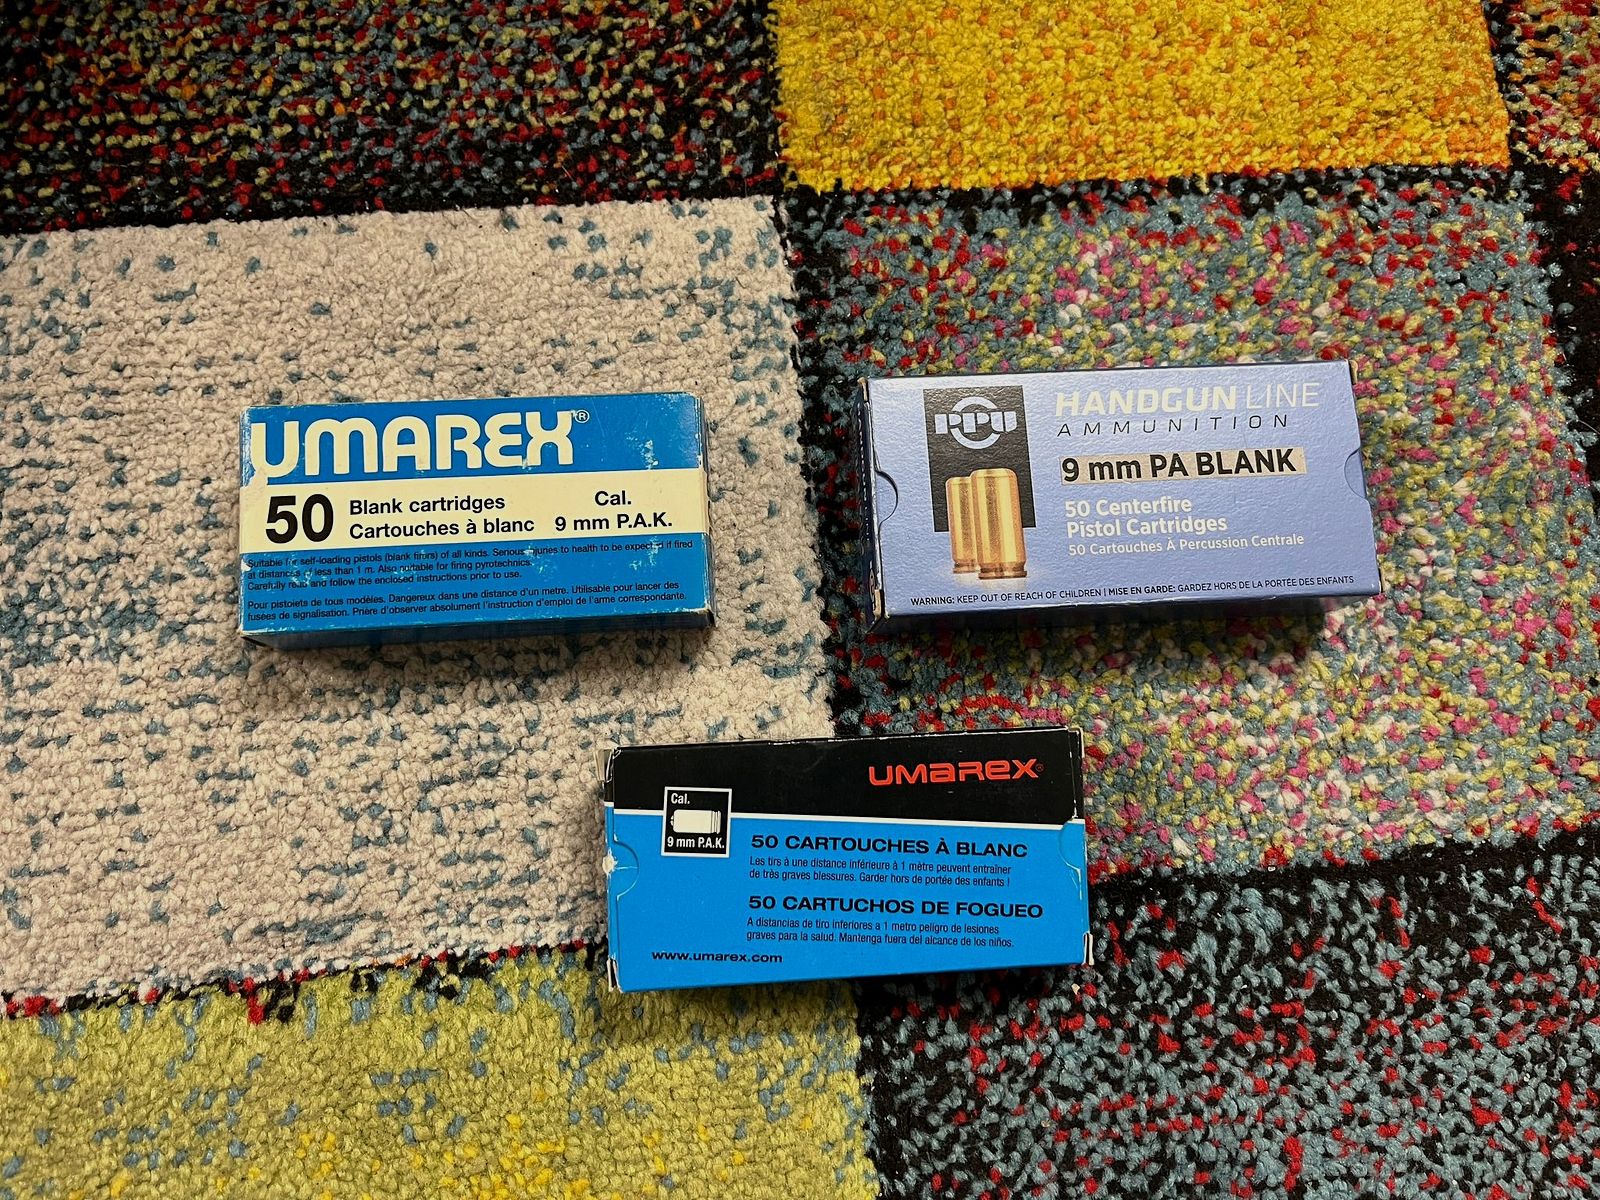 UMAREX®
50 Blank cartridges Cal.
Cartouches à blanc 9 mm P.A.K.
Suitable for self-loading pistols (blank firers) of all kinds. Serious injuries to health to be expected if fired
at distances of less than 1 m. Also suitable for firing pyrotechnics.
Carefully read and follow the enclosed instructions prior to use.
Pour pistolets de tous modèles. Dangereux dans une distance d'un metre. Utilisable pour lancer des
fusées de signalisation. Prière d'observer absolument l'instruction d'emploi de l'arme correspondante.
PPU
HANDGUN LINE
AMMUNITION
9 mm PA BLANK
50 Centerfire
Pistol Cartridges
50 Cartouches À Percussion Centrale
WARNING: KEEP OUT OF REACH OF CHILDREN | MISE EN GARDE: GARDEZ HORS DE LA PORTÉE DES ENFANTS
UMAREX®
Cal.
9 mm P.A.K.
50 CARTOUCHES À BLANC
Les tirs à une distance inférieure à 1 mètre peuvent entraîner
de très graves blessures. Garder hors de portée des enfants !
50 CARTUCHOS DE FOGUEO
A distancias de tiro inferiores a 1 metro peligro de lesiones
graves para la salud. Mantenga fuera del alcance de los niños.
www.umarex.com